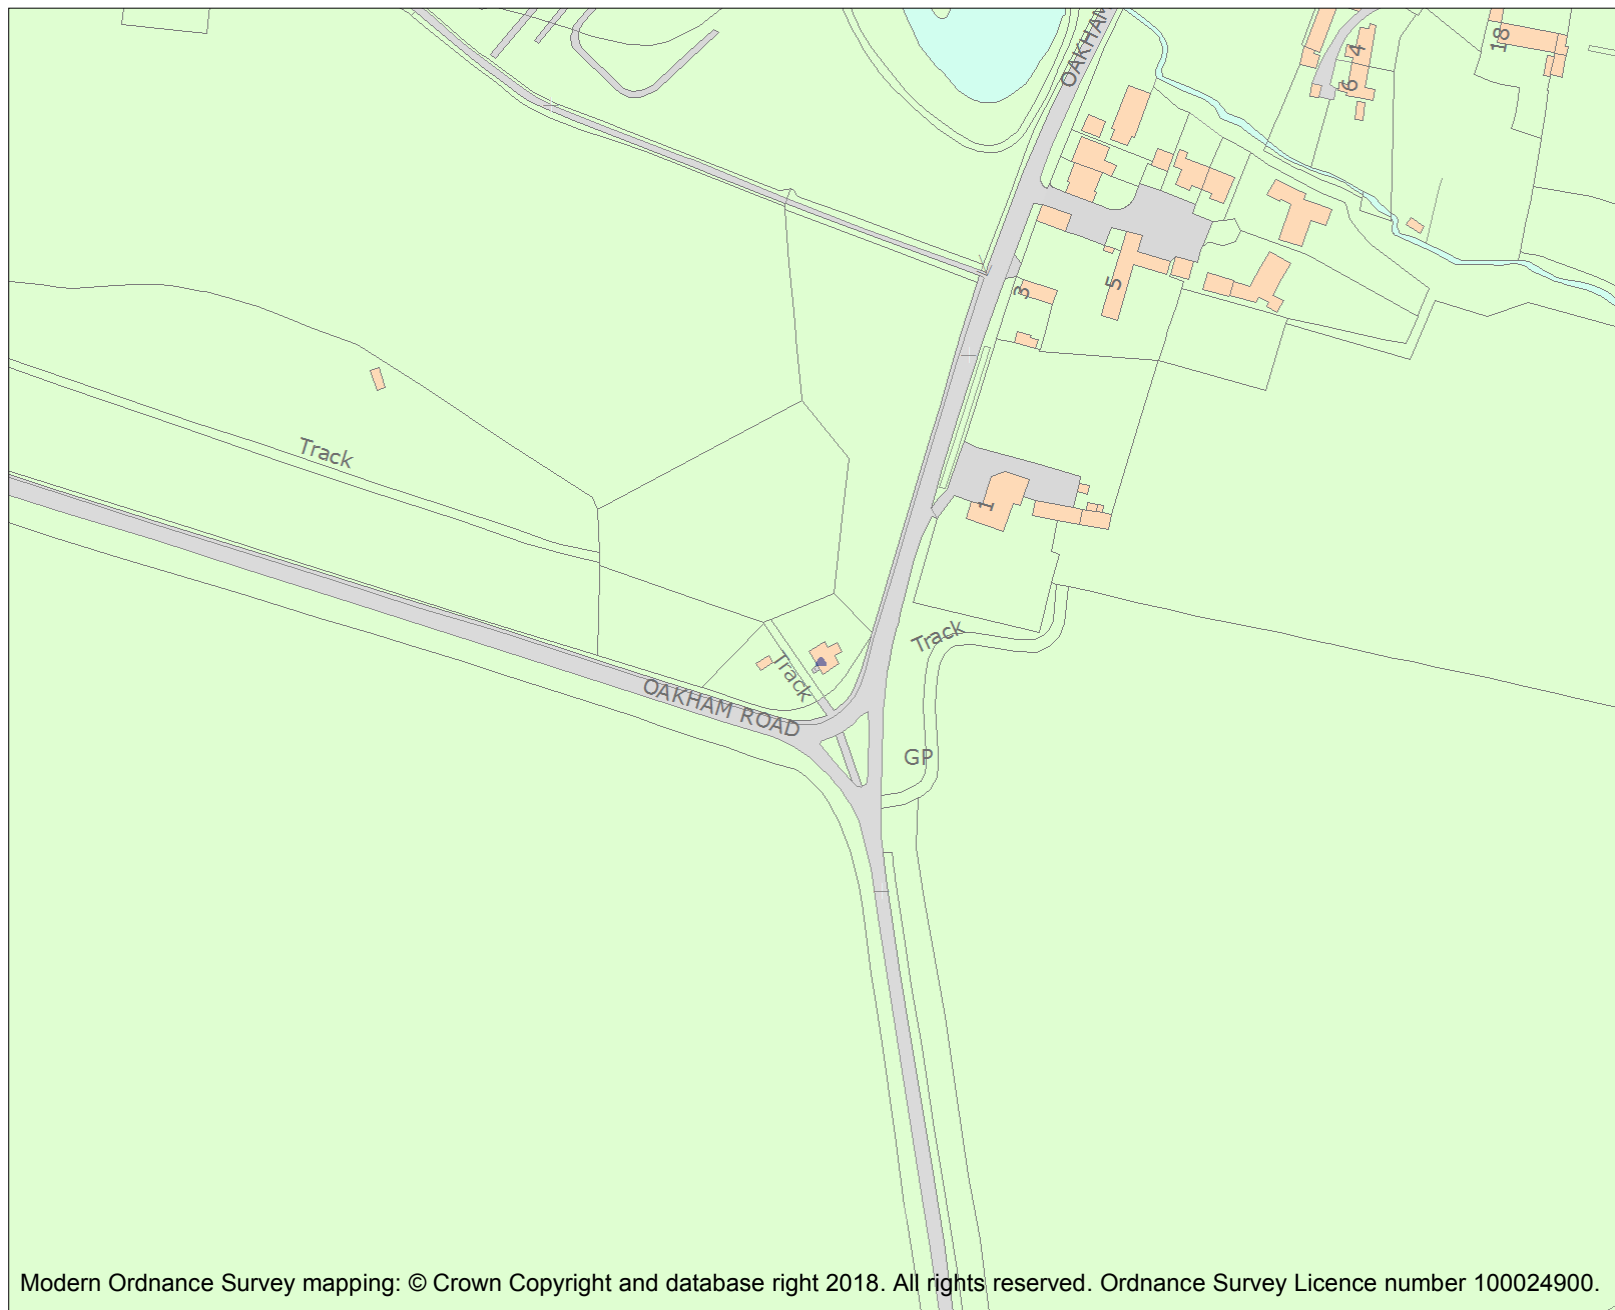 OAKHAM
18
4
6
3
5
Track
1
Track
Track
OAKHAM ROAD
GP
Modern Ordnance Survey mapping: © Crown Copyright and database right 2018. All rights reserved. Ordnance Survey Licence number 100024900.